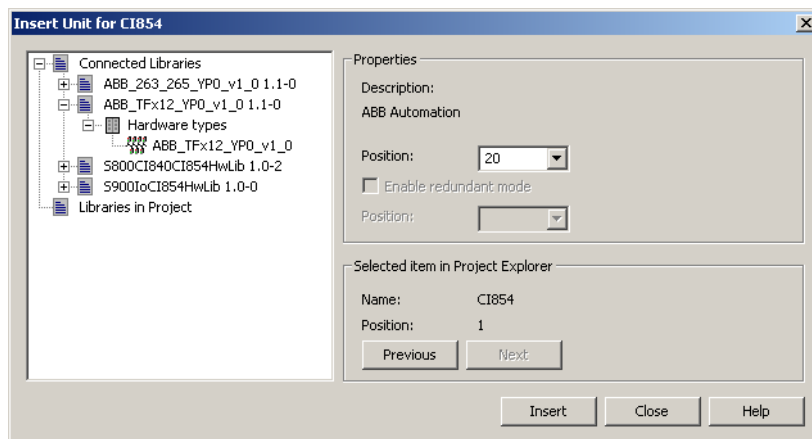 Insert Unit for CI854
Connected Libraries
ABB_263_265_YP0_v1_0 1.1-0
ABB_TFx12_YP0_v1_0 1.1-0
Hardware types
ABB_TFx12_YP0_v1_0
S800CI840CI854HwLib 1.0-2
S900IoCI854HwLib 1.0-0
Libraries in Project
Properties
Description:
ABB Automation
Position: 20
Enable redundant mode
Position:
Selected item in Project Explorer
Name: CI854
Position: 1
Previous Next
Insert Close Help